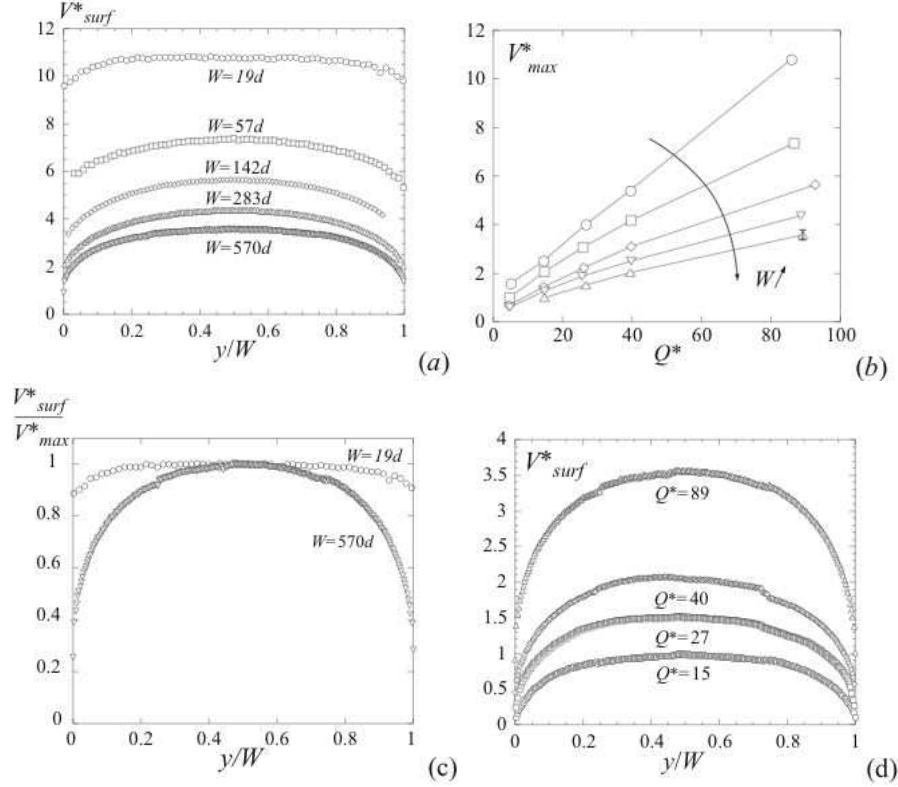 V*surf
12
10
8
6
4
2
0
W=19d
W=57d
W=142d
W=283d
W=570d
0 0.2 0.4 0.6 0.8 1
y/W
(a)
12
10
8
6
4
2
0
V*max
W
0 20 40 60 80 100
Q*
(b)
V*surf
V*max
1
0.8
0.6
0.4
0.2
0
W=19d
W=570d
0 0.2 0.4 0.6 0.8 1
y/W
(c)
4
3.5
3
2.5
2
1.5
1
0.5
0
V*surf
Q*=89
Q*=40
Q*=27
Q*=15
0 0.2 0.4 0.6 0.8 1
y/W
(d)